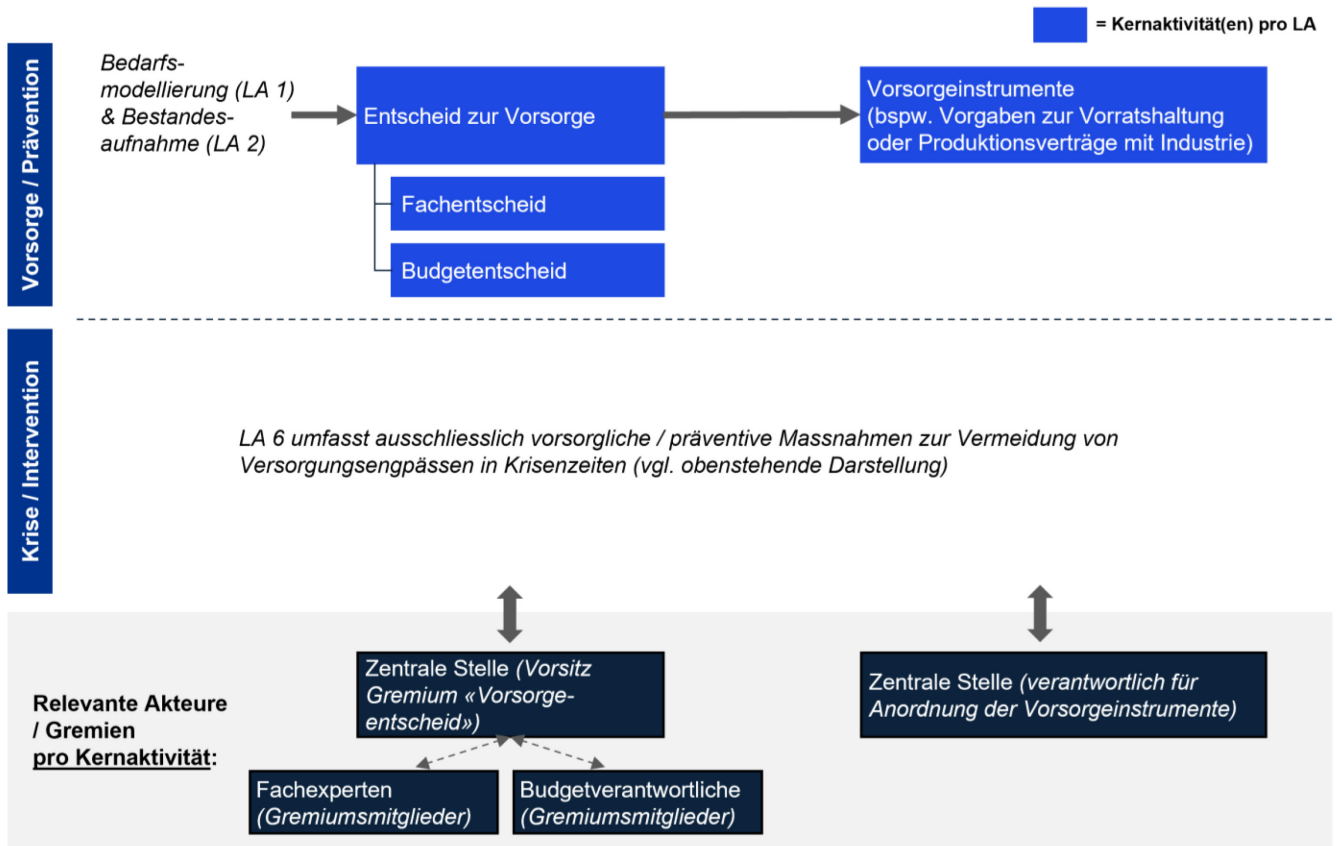 = Kernaktivität(en) pro LA
Vorsorge / Prävention
Bedarfs-
modellierung (LA 1)
& Bestandes-
aufnahme (LA 2)
Entscheid zur Vorsorge
Vorsorgeinstrumente
(bspw. Vorgaben zur Vorratshaltung
oder Produktionsverträge mit Industrie)
Fachentscheid
Budgetentscheid
Krise / Intervention
LA 6 umfasst ausschliesslich vorsorgliche / präventive Massnahmen zur Vermeidung von
Versorgungsengpässen in Krisenzeiten (vgl. obenstehende Darstellung)
Relevante Akteure
/ Gremien
pro Kernaktivität:
Zentrale Stelle (Vorsitz
Gremium «Vorsorge-
entscheid»)
Zentrale Stelle (verantwortlich für
Anordnung der Vorsorgeinstrumente)
Fachexperten
(Gremiumsmitglieder)
Budgetverantwortliche
(Gremiumsmitglieder)